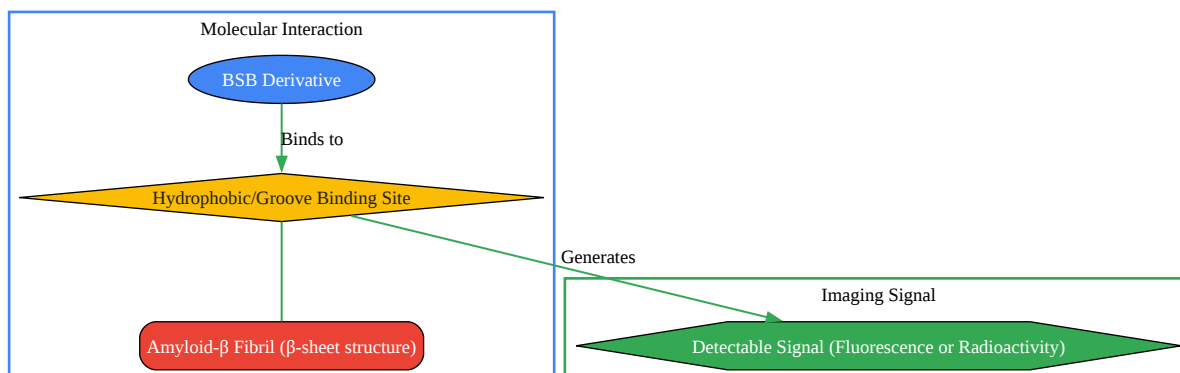 Molecular Interaction
BSB Derivative
Binds to
Hydrophobic/Groove Binding Site
Generates
Imaging Signal
Amyloid-β Fibril (β-sheet structure)
Detectable Signal (Fluorescence or Radioactivity)